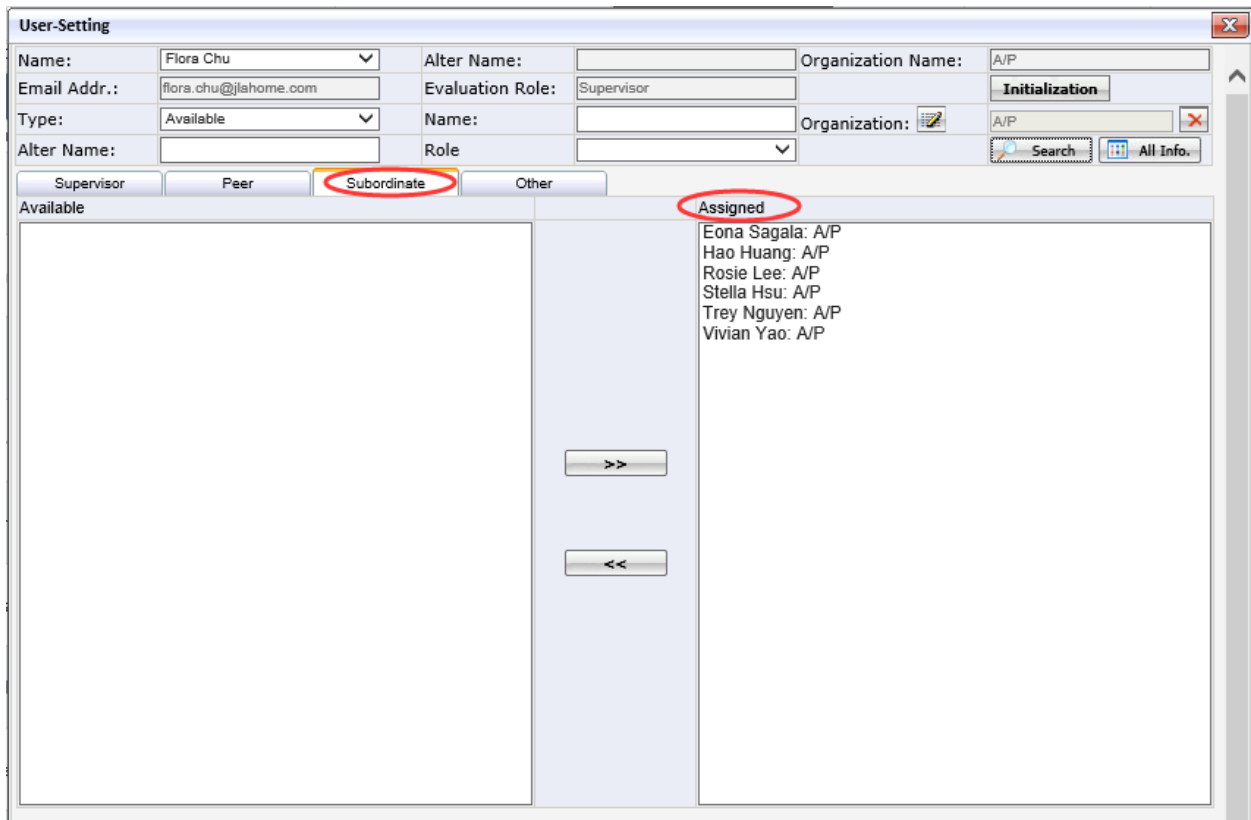 User-Setting
Name: Flora Chu Alter Name: Organization Name: A/P
Email Addr.: flora.chu@jlahome.com Evaluation Role: Supervisor Initialization
Type: Available Name: Organization: A/P
Alter Name: Role Search All Info.
Supervisor Peer Subordinate Other
Available Assigned
Eona Sagala: A/P
Hao Huang: A/P
Rosie Lee: A/P
Stella Hsu: A/P
Trey Nguyen: A/P
Vivian Yao: A/P
>>
<<